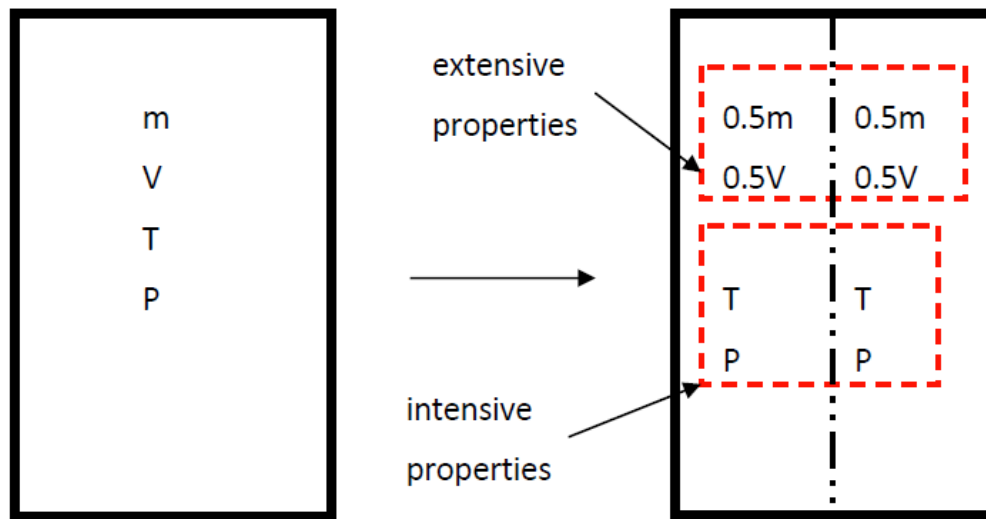 m
V
T
P
extensive
properties
intensive
properties
0.5m 0.5m
0.5V 0.5V
T T
P P